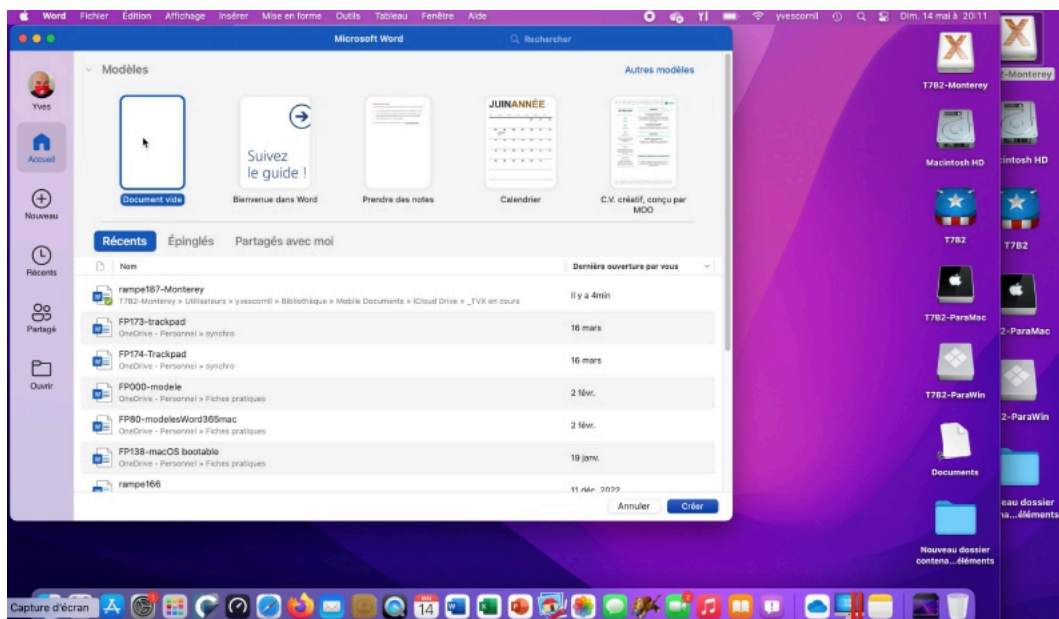 Word Fichier Édition Affichage Insérer Mise en forme Outils Tableau Fenêtre Aide
yvescornil Dim. 14 mai à 20:11
Microsoft Word
Rechercher
Yves
Accueil
Nouveau
Récents
Partagé
Ouvrir
Modèles
Autres modèles
Suivez
le guide !
JUINANNÉE
Document vide
Bienvenue dans Word
Prendre des notes
Calendrier
C.V. créatif, conçu par
MOO
Récents Épinglés Partagés avec moi
Nom Dernière ouverture par vous
rampe187-Monterey
T7B2-Monterey » Utilisateurs » yvescornil » Bibliothèque » Mobile Documents » iCloud Drive » _TVX en cours
Il y a 4min
FP173-trackpad
OneDrive - Personnel » synchro
16 mars
FP174-Trackpad
OneDrive - Personnel » synchro
16 mars
FP000-modele
OneDrive - Personnel » Fiches pratiques
2 févr.
FP80-modelesWord365mac
OneDrive - Personnel » Fiches pratiques
2 févr.
FP138-macOS bootable
OneDrive - Personnel » Fiches pratiques
19 janv.
rampe166
11 déc. 2022
Annuler Créer
T7B2-Monterey
Macintosh HD
T7B2
T7B2-ParaMac
T7B2-ParaWin
Documents
Nouveau dossier
contena...éléments
2-Monterey
intosh HD
T7B2
2-ParaMac
2-ParaWin
eau dossier
na...éléments
Capture d'écran
14